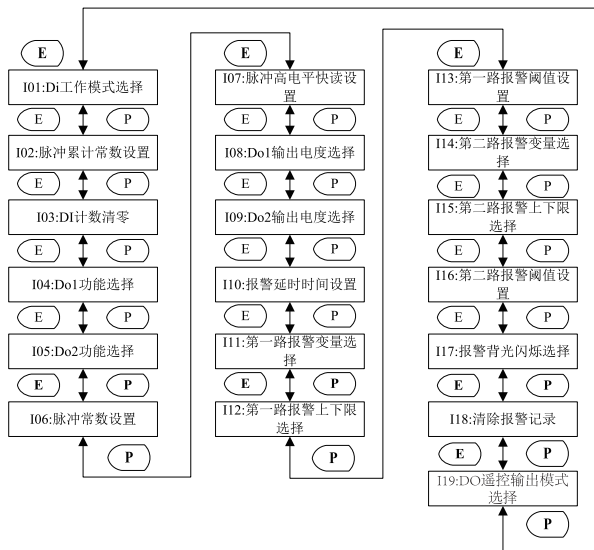 E
I01:Di工作模式选择
E P
I02:脉冲累计常数设置
E P
I03:DI计数清零
E P
I04:Do1功能选择
E P
I05:Do2功能选择
E P
I06:脉冲常数设置
P
E
I07:脉冲高电平快读设
置
E P
I08:Do1输出电度选择
E P
I09:Do2输出电度选择
E P
I10:报警延时时间设置
E P
I11:第一路报警变量选
择
E P
I12:第一路报警上下限
选择
P
E
I13:第一路报警阈值设
置
E P
I14:第二路报警变量选
择
E P
I15:第二路报警上下限
选择
E P
I16:第二路报警阈值设
置
E P
I17:报警背光闪烁选择
E P
I18:清除报警记录
E P
I19:DO遥控输出模式
选择
P